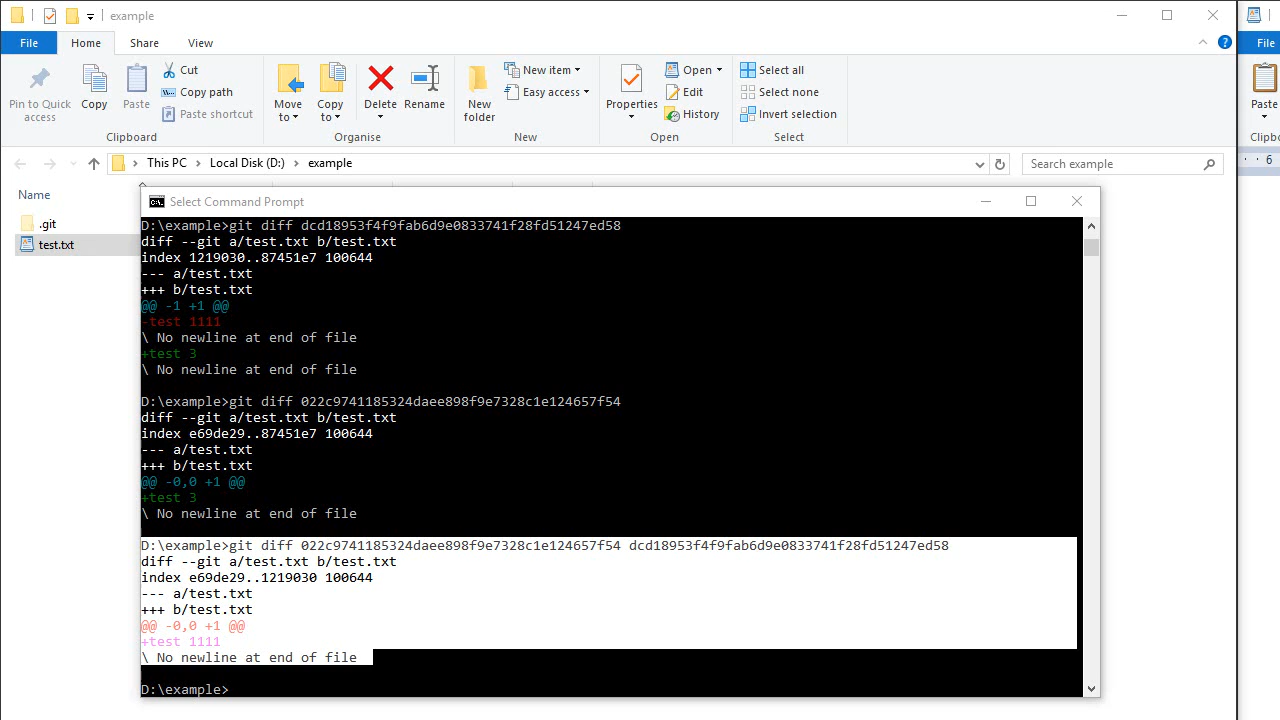 example
File Home Share View File
Pin to Quick access
Copy
Paste
Cut
Copy path
Paste shortcut
Clipboard
Move to
Copy to
Delete
Rename
Organise
New folder
New item
Easy access
New
Properties
Open
Edit
History
Open
Select all
Select none
Invert selection
Select
Paste
Clipbo
This PC > Local Disk (D:) > example
Search example
6
Name
.git
test.txt
C:\.
Select Command Prompt
D:\example>git diff dcd18953f4f9fab6d9e0833741f28fd51247ed58
diff --git a/test.txt b/test.txt
index 1219030..87451e7 100644
--- a/test.txt
+++ b/test.txt
@@ -1 +1 @@
-test 1111
\ No newline at end of file
+test 3
\ No newline at end of file
D:\example>git diff 022c9741185324daee898f9e7328c1e124657f54
diff --git a/test.txt b/test.txt
index e69de29..87451e7 100644
--- a/test.txt
+++ b/test.txt
@@ -0,0 +1 @@
+test 3
\ No newline at end of file
D:\example>git diff 022c9741185324daee898f9e7328c1e124657f54 dcd18953f4f9fab6d9e0833741f28fd51247ed58
diff --git a/test.txt b/test.txt
index e69de29..1219030 100644
--- a/test.txt
+++ b/test.txt
@@ -0,0 +1 @@
+test 1111
\ No newline at end of file
D:\example>